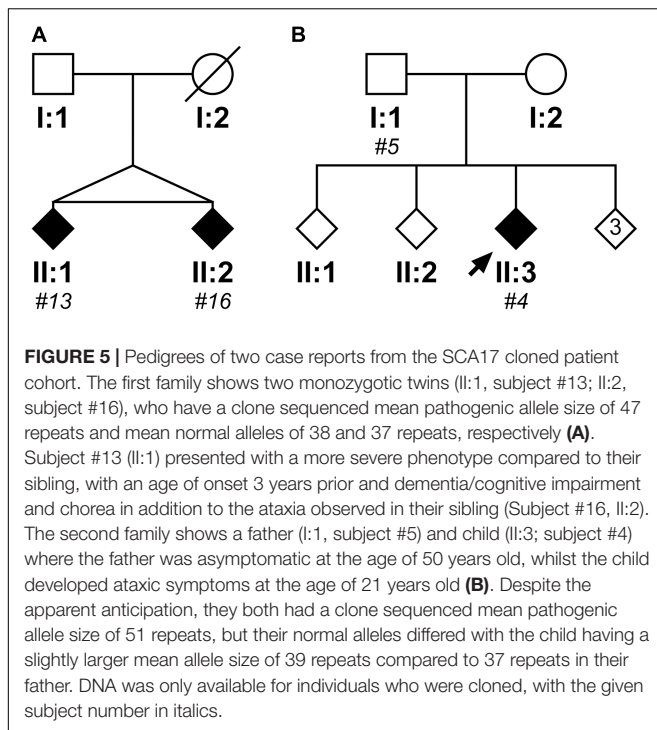 A
B
I:1
I:2
I:1
I:2
#5
3
II:1
II:2
II:1
II:2
II:3
#13
#16
#4
FIGURE 5 | Pedigrees of two case reports from the SCA17 cloned patient
cohort. The first family shows two monozygotic twins (II:1, subject #13; II:2,
subject #16), who have a clone sequenced mean pathogenic allele size of 47
repeats and mean normal alleles of 38 and 37 repeats, respectively (A).
Subject #13 (II:1) presented with a more severe phenotype compared to their
sibling, with an age of onset 3 years prior and dementia/cognitive impairment
and chorea in addition to the ataxia observed in their sibling (Subject #16, II:2).
The second family shows a father (I:1, subject #5) and child (II:3; subject #4)
where the father was asymptomatic at the age of 50 years old, whilst the child
developed ataxic symptoms at the age of 21 years old (B). Despite the
apparent anticipation, they both had a clone sequenced mean pathogenic
allele size of 51 repeats, but their normal alleles differed with the child having a
slightly larger mean allele size of 39 repeats compared to 37 repeats in their
father. DNA was only available for individuals who were cloned, with the given
subject number in italics.